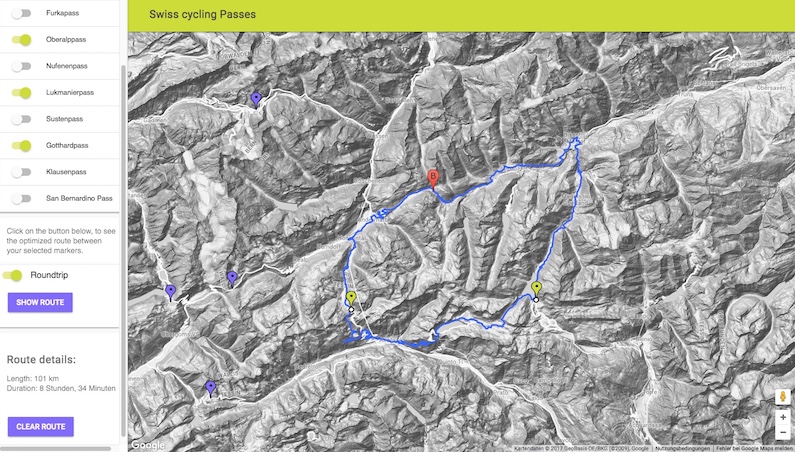 Swiss cycling Passes
Furkapass
Oberalppass
Nufenenpass
Lukmanierpass
Sustenpass
Gotthardpass
Klausenpass
San Bernardino Pass
Click on the button below, to see
the optimized route between
your selected markers.
Roundtrip
SHOW ROUTE
Route details:
Length: 101 km
Duration: 8 Stunden, 34 Minuten
CLEAR ROUTE
B
+
−
Google
Kartendaten © 2017 GeoBasis-DE/BKG (©2009), Google
Nutzungsbedingungen
Fehler bei Google Maps melden